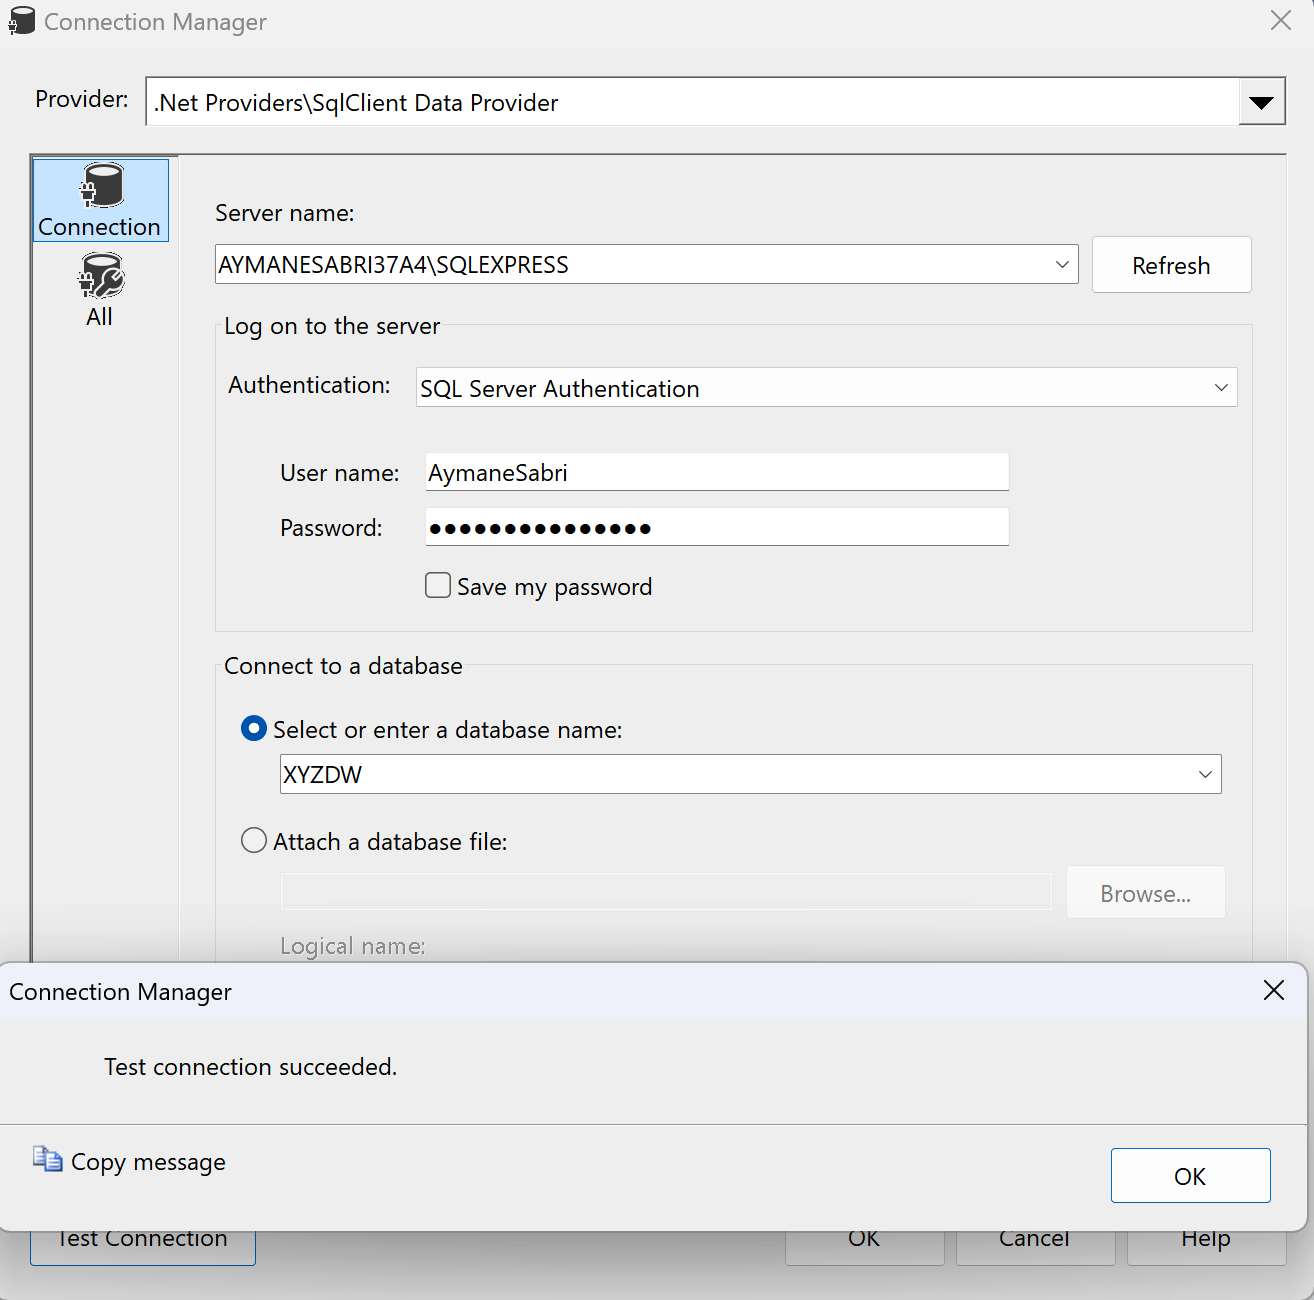 Connection Manager
Provider: .Net Providers\SqlClient Data Provider
Connection
All
Server name:
AYMANESABRI37A4\SQLEXPRESS
Refresh
Log on to the server
Authentication: SQL Server Authentication
User name: AymaneSabri
Password: ●●●●●●●●●●●●●●●
Save my password
Connect to a database
Select or enter a database name:
XYZDW
Attach a database file:
Browse...
Logical name:
Connection Manager
Test connection succeeded.
Copy message
OK
Test Connection
OK
Cancel
Help